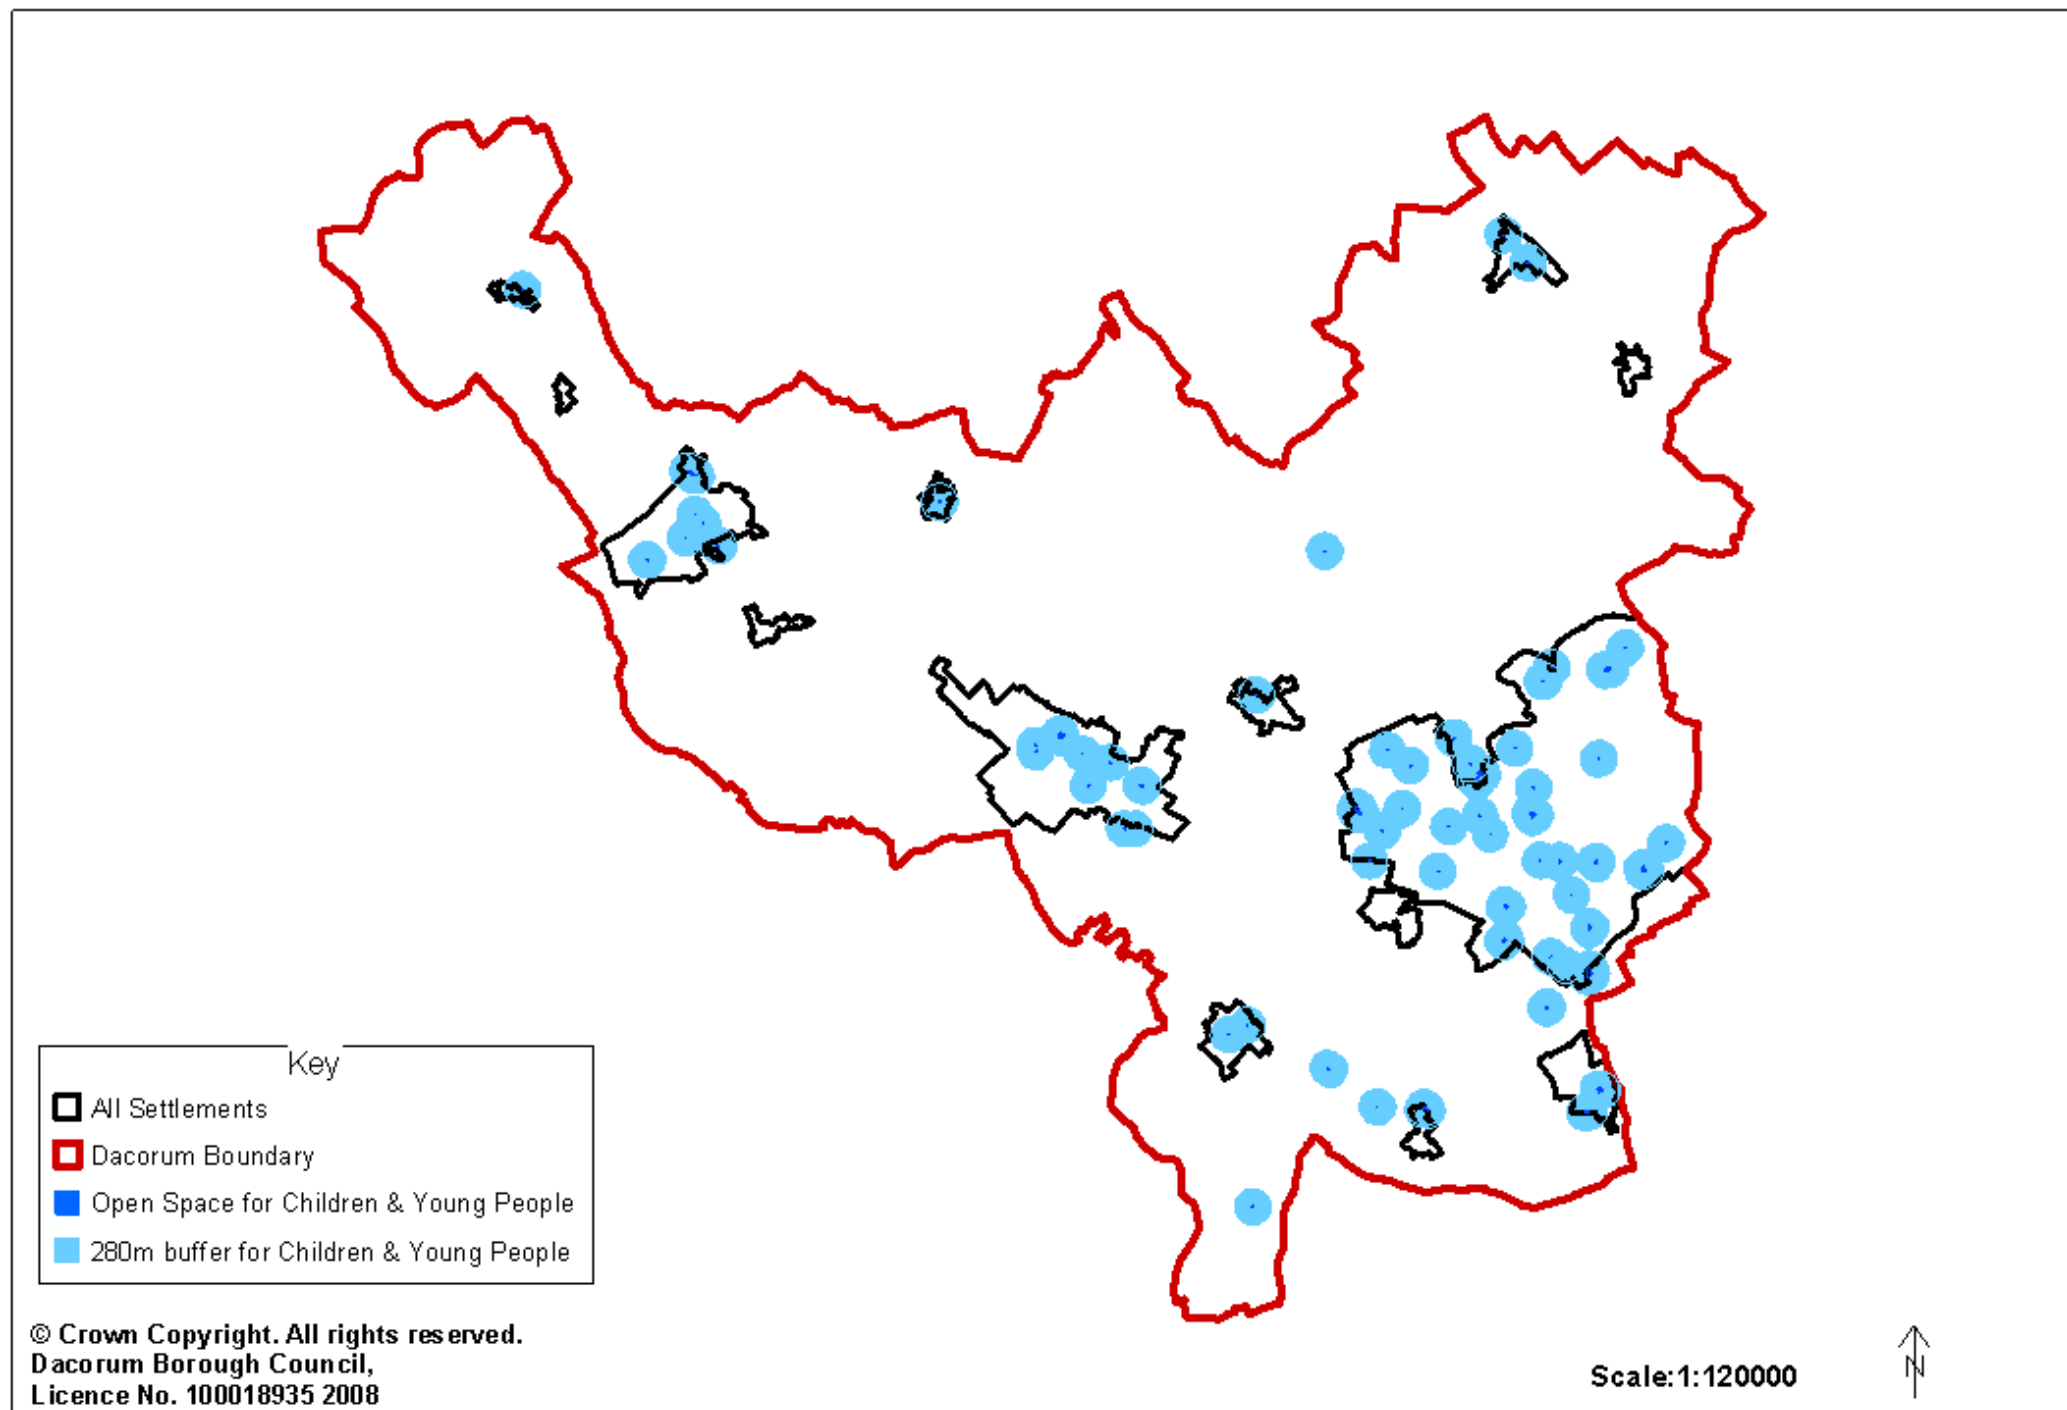 Key
All Settlements
Dacorum Boundary
Open Space for Children & Young People
280m buffer for Children & Young People
© Crown Copyright. All rights reserved.
Dacorum Borough Council,
Licence No. 100018935 2008
Scale:1:120000
N